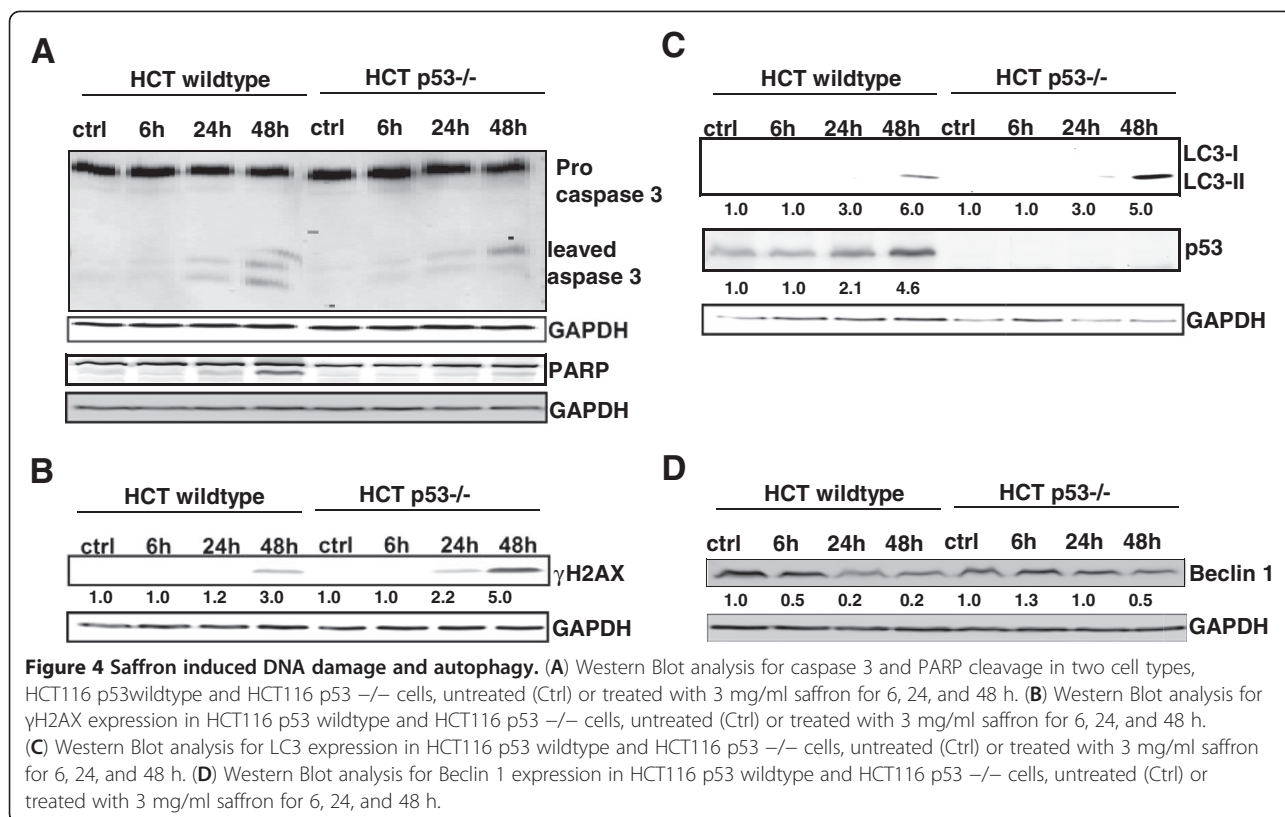 A
HCT wildtype HCT p53-/-
ctrl 6h 24h 48h ctrl 6h 24h 48h
Pro
caspase 3
leaved
aspase 3
GAPDH
PARP
GAPDH
B
HCT wildtype HCT p53-/-
ctrl 6h 24h 48h ctrl 6h 24h 48h
γH2AX
1.0 1.0 1.2 3.0 1.0 1.0 2.2 5.0
GAPDH
C
HCT wildtype HCT p53-/-
ctrl 6h 24h 48h ctrl 6h 24h 48h
LC3-I
LC3-II
1.0 1.0 3.0 6.0 1.0 1.0 3.0 5.0
p53
1.0 1.0 2.1 4.6
GAPDH
D
HCT wildtype HCT p53-/-
ctrl 6h 24h 48h ctrl 6h 24h 48h
Beclin 1
1.0 0.5 0.2 0.2 1.0 1.3 1.0 0.5
GAPDH
Figure 4 Saffron induced DNA damage and autophagy. (A) Western Blot analysis for caspase 3 and PARP cleavage in two cell types,
HCT116 p53wildtype and HCT116 p53 −/− cells, untreated (Ctrl) or treated with 3 mg/ml saffron for 6, 24, and 48 h. (B) Western Blot analysis for
γH2AX expression in HCT116 p53 wildtype and HCT116 p53 −/− cells, untreated (Ctrl) or treated with 3 mg/ml saffron for 6, 24, and 48 h.
(C) Western Blot analysis for LC3 expression in HCT116 p53 wildtype and HCT116 p53 −/− cells, untreated (Ctrl) or treated with 3 mg/ml saffron
for 6, 24, and 48 h. (D) Western Blot analysis for Beclin 1 expression in HCT116 p53 wildtype and HCT116 p53 −/− cells, untreated (Ctrl) or
treated with 3 mg/ml saffron for 6, 24, and 48 h.